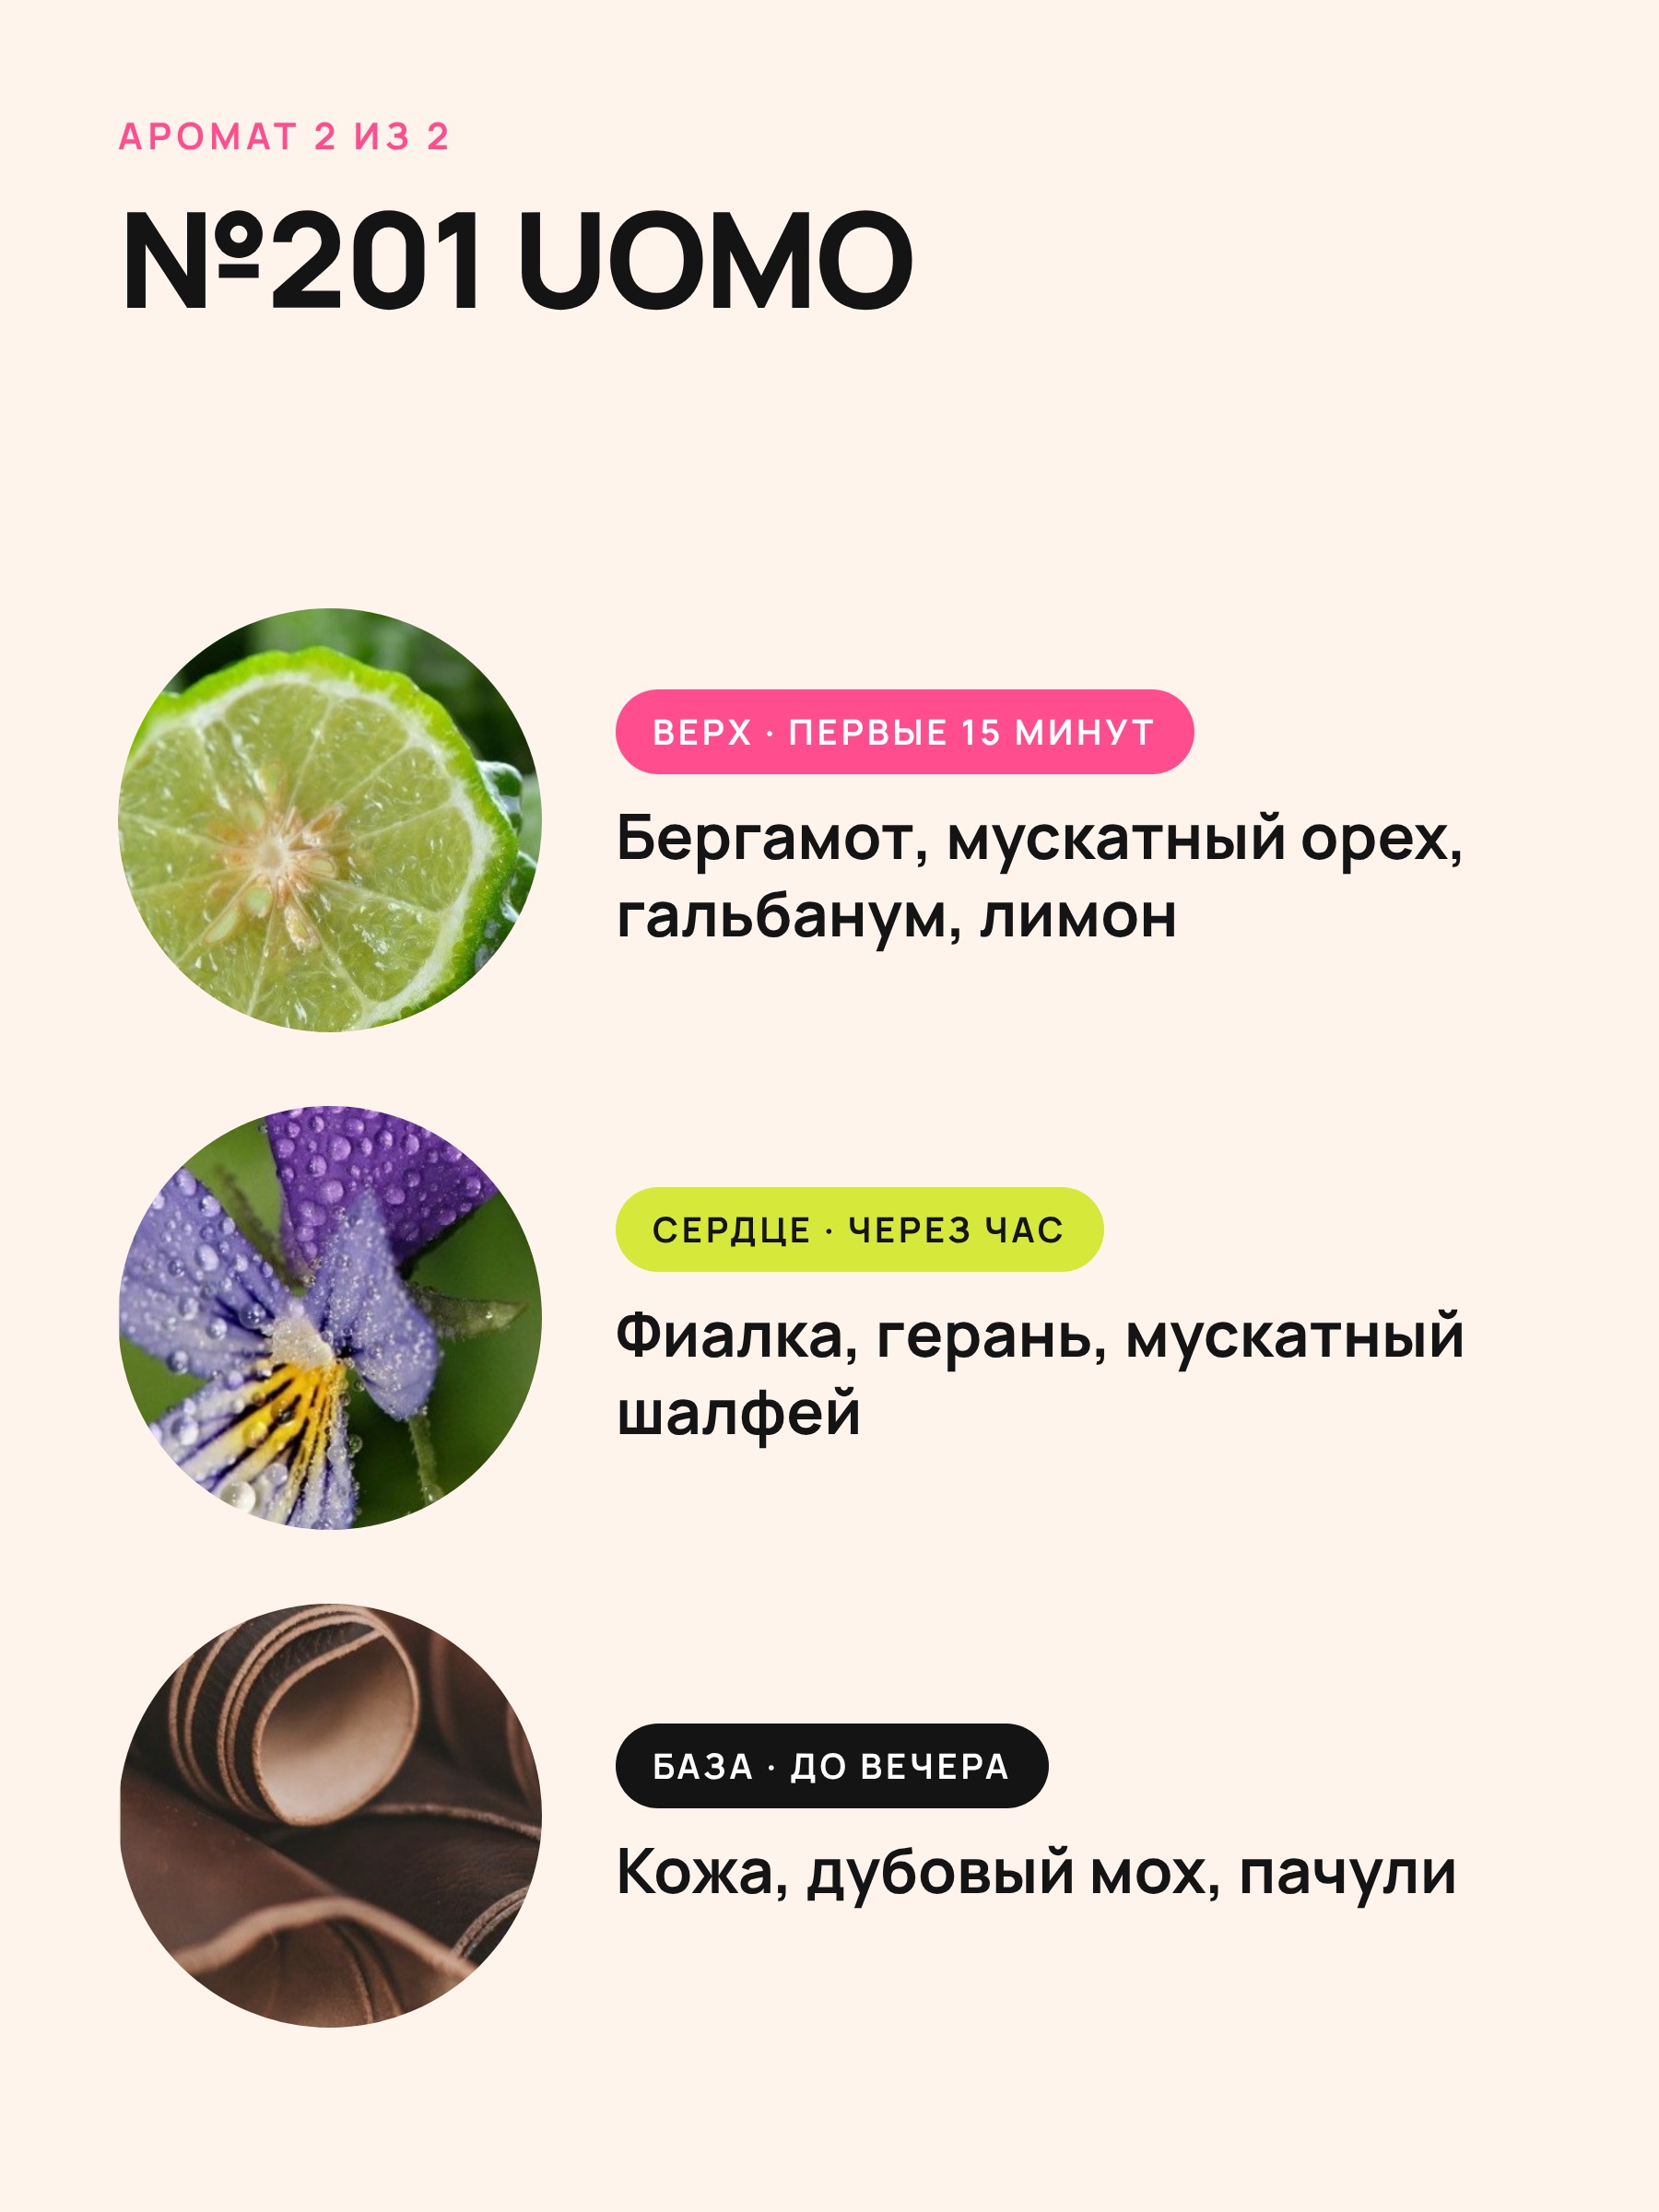 АРОМАТ 2 ИЗ 2
№201 UOMO
ВЕРХ · ПЕРВЫЕ 15 МИНУТ
Бергамот, мускатный орех,
гальбанум, лимон
СЕРДЦЕ · ЧЕРЕЗ ЧАС
Фиалка, герань, мускатный
шалфей
БАЗА · ДО ВЕЧЕРА
Кожа, дубовый мох, пачули